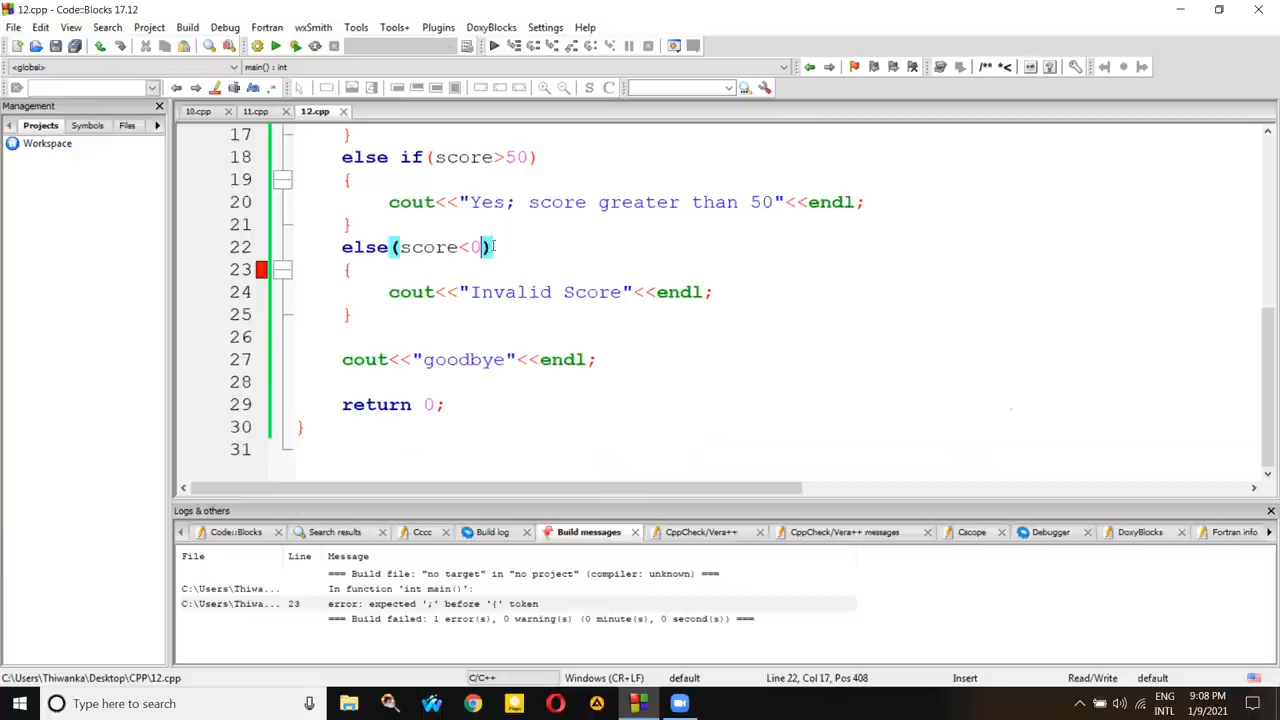 12.cpp - Code::Blocks 17.12
File Edit View Search Project Build Debug Fortran wxSmith Tools Tools+ Plugins DoxyBlocks Settings Help
<global> main() : int
/** *<
S C
Management
Projects Symbols Files
Workspace
10.cpp 11.cpp 12.cpp
17 }
18 else if(score>50)
19 {
20 cout<<"Yes; score greater than 50"<<endl;
21 }
22 else(score<0)
23 {
24 cout<<"Invalid Score"<<endl;
25 }
26
27 cout<<"goodbye"<<endl;
28
29 return 0;
30 }
31
Logs & others
Code::Blocks Search results Cccc Build log Build messages CppCheck/Vera++ CppCheck/Vera++ messages Cscope Debugger DoxyBlocks Fortran info
File Line Message
=== Build file: "no target" in "no project" (compiler: unknown) ===
C:\Users\Thiwa... In function 'int main()':
C:\Users\Thiwa... 23 error: expected ';' before '{' token
=== Build failed: 1 error(s), 0 warning(s) (0 minute(s), 0 second(s)) ===
C:\Users\Thiwanka\Desktop\CPP\12.cpp C/C++ Windows (CR+LF) default Line 22, Col 17, Pos 408 Insert Read/Write default
Type here to search
ENG
INTL
9:08 PM
1/9/2021